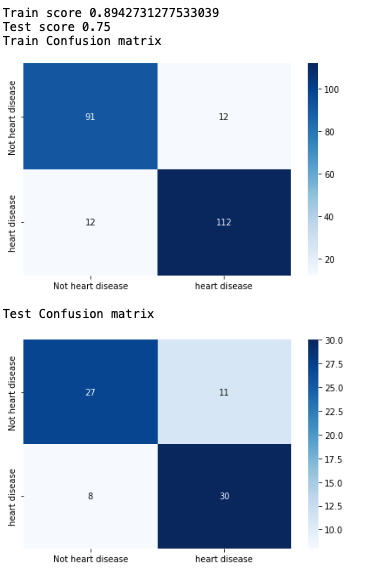 Train score 0.8942731277533039
Test score 0.75
Train Confusion matrix
Not heart disease
91
12
100
80
60
heart disease
12
112
40
20
Not heart disease
heart disease
Test Confusion matrix
30.0
Not heart disease
27
11
27.5
25.0
22.5
20.0
heart disease
8
30
17.5
15.0
12.5
10.0
Not heart disease
heart disease